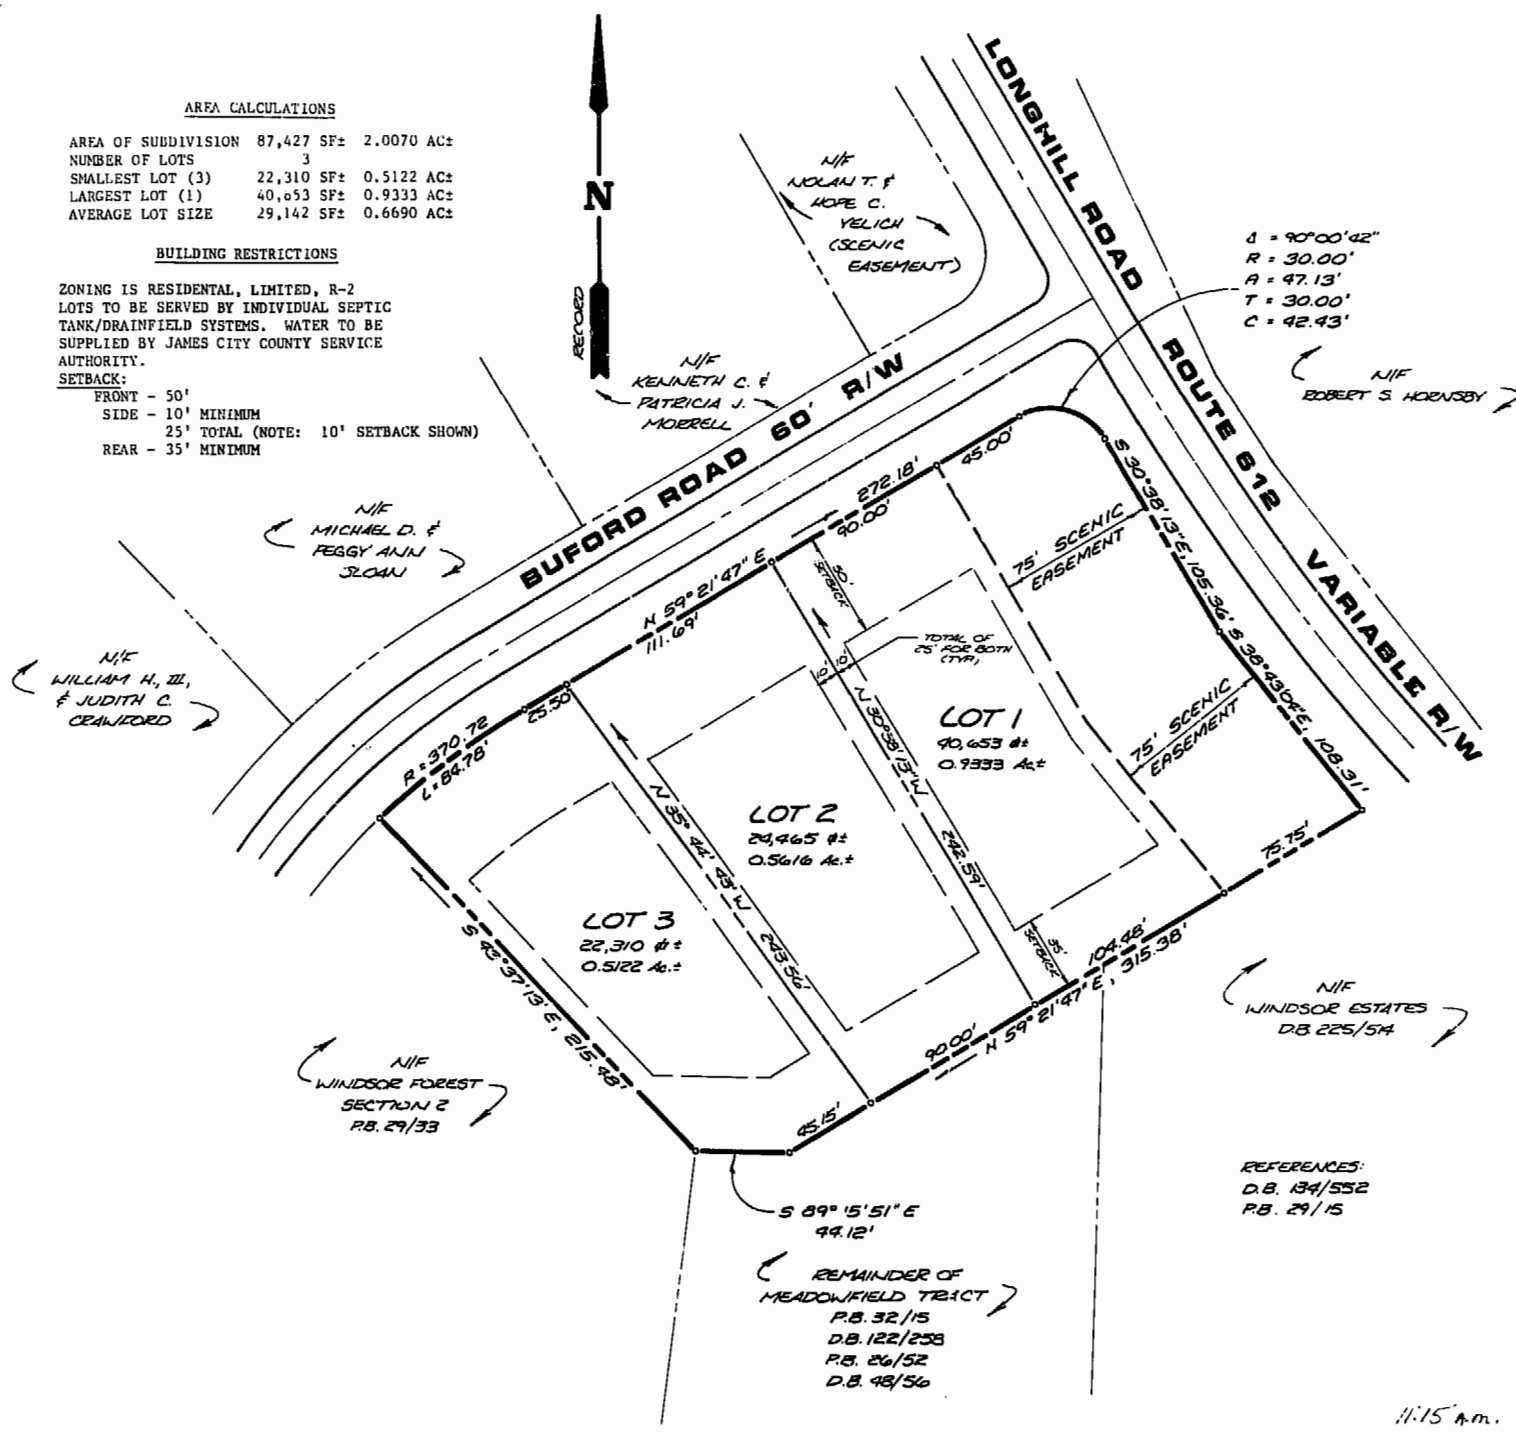 AREA CALCULATIONS
AREA OF SUBDIVISION 87,427 SF± 2.0070 AC±
NUMBER OF LOTS 3
SMALLEST LOT (3) 22,310 SF± 0.5122 AC±
LARGEST LOT (1) 40,653 SF± 0.9333 AC±
AVERAGE LOT SIZE 29,142 SF± 0.6690 AC±
BUILDING RESTRICTIONS
ZONING IS RESIDENTAL, LIMITED, R-2
LOTS TO BE SERVED BY INDIVIDUAL SEPTIC
TANK/DRAINFIELD SYSTEMS. WATER TO BE
SUPPLIED BY JAMES CITY COUNTY SERVICE
AUTHORITY.
SETBACK:
FRONT - 50'
SIDE - 10' MINIMUM
25' TOTAL (NOTE: 10' SETBACK SHOWN)
REAR - 35' MINIMUM
N
RECORD
N/F
NOLAN T. &
HOPE C.
YELICH
(SCENIC
EASEMENT)
LONGHILL ROAD ROUTE 612 VARIABLE R/W
Δ = 90°00'42"
R = 30.00'
A = 47.13'
T = 30.00'
C = 42.43'
N/F
ROBERT S. HORNSBY
N/F
KENNETH C. &
PATRICIA J.
MORRELL
BUFORD ROAD 60' R/W
N/F
MICHAEL D. &
PEGGY ANN
SLOAN
N/F
WILLIAM H., III,
& JUDITH C.
CRAWFORD
R = 370.72
L = 84.78'
25.50'
N 59° 21' 47" E
111.69'
272.18'
90.00'
45.00'
S 30°38'13"E, 105.36'
S 38°43'04"E, 108.31'
75' SCENIC
EASEMENT
75' SCENIC
EASEMENT
50'
SETBACK
TOTAL OF
25' FOR BOTH
(TYP.)
10' 10'
LOT 1
40,653 ⌀±
0.9333 Ac.±
N 30°38'13"W 242.59'
LOT 2
24,465 ⌀±
0.5616 Ac.±
N 35° 44' 43" W 243.56'
LOT 3
22,310 ⌀±
0.5122 Ac.±
S 43°37'13"E, 215.48'
35'
SETBACK
75.75'
104.48'
N 59° 21'47" E, 315.38'
90.00'
45.15'
N/F
WINDSOR ESTATES
D.B. 225/514
N/F
WINDSOR FOREST
SECTION 2
P.B. 29/33
S 89° 15'51" E
44.12'
REMAINDER OF
MEADOWFIELD TRACT
P.B. 32/15
D.B. 122/258
P.B. 26/52
D.B. 48/56
REFERENCES:
D.B. 134/552
P.B. 29/15
11:15 A.m.